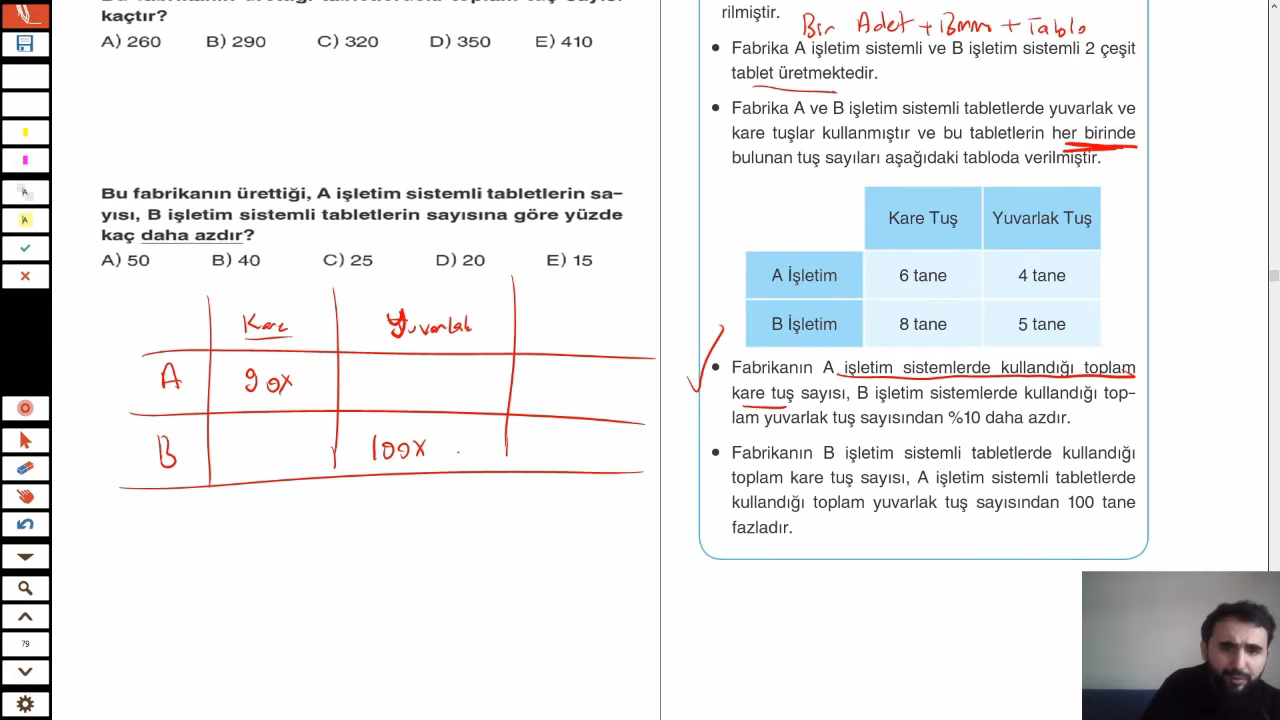 kaçtır?
A) 260 B) 290 C) 320 D) 350 E) 410
Bu fabrikanın ürettiği, A işletim sistemli tabletlerin sa-
yısı, B işletim sistemli tabletlerin sayısına göre yüzde
kaç daha azdır?
A) 50 B) 40 C) 25 D) 20 E) 15
Kare Yuvarlak
A 90x
B 100x
rilmiştir.
Bir Adet + + Tablo
• Fabrika A işletim sistemli ve B işletim sistemli 2 çeşit
tablet üretmektedir.
• Fabrika A ve B işletim sistemli tabletlerde yuvarlak ve
kare tuşlar kullanmıştır ve bu tabletlerin her birinde
bulunan tuş sayıları aşağıdaki tabloda verilmiştir.
Kare Tuş Yuvarlak Tuş
A İşletim 6 tane 4 tane
B İşletim 8 tane 5 tane
• Fabrikanın A işletim sistemlerde kullandığı toplam
kare tuş sayısı, B işletim sistemlerde kullandığı top-
lam yuvarlak tuş sayısından %10 daha azdır.
• Fabrikanın B işletim sistemli tabletlerde kullandığı
toplam kare tuş sayısı, A işletim sistemli tabletlerde
kullandığı toplam yuvarlak tuş sayısından 100 tane
fazladır.
79